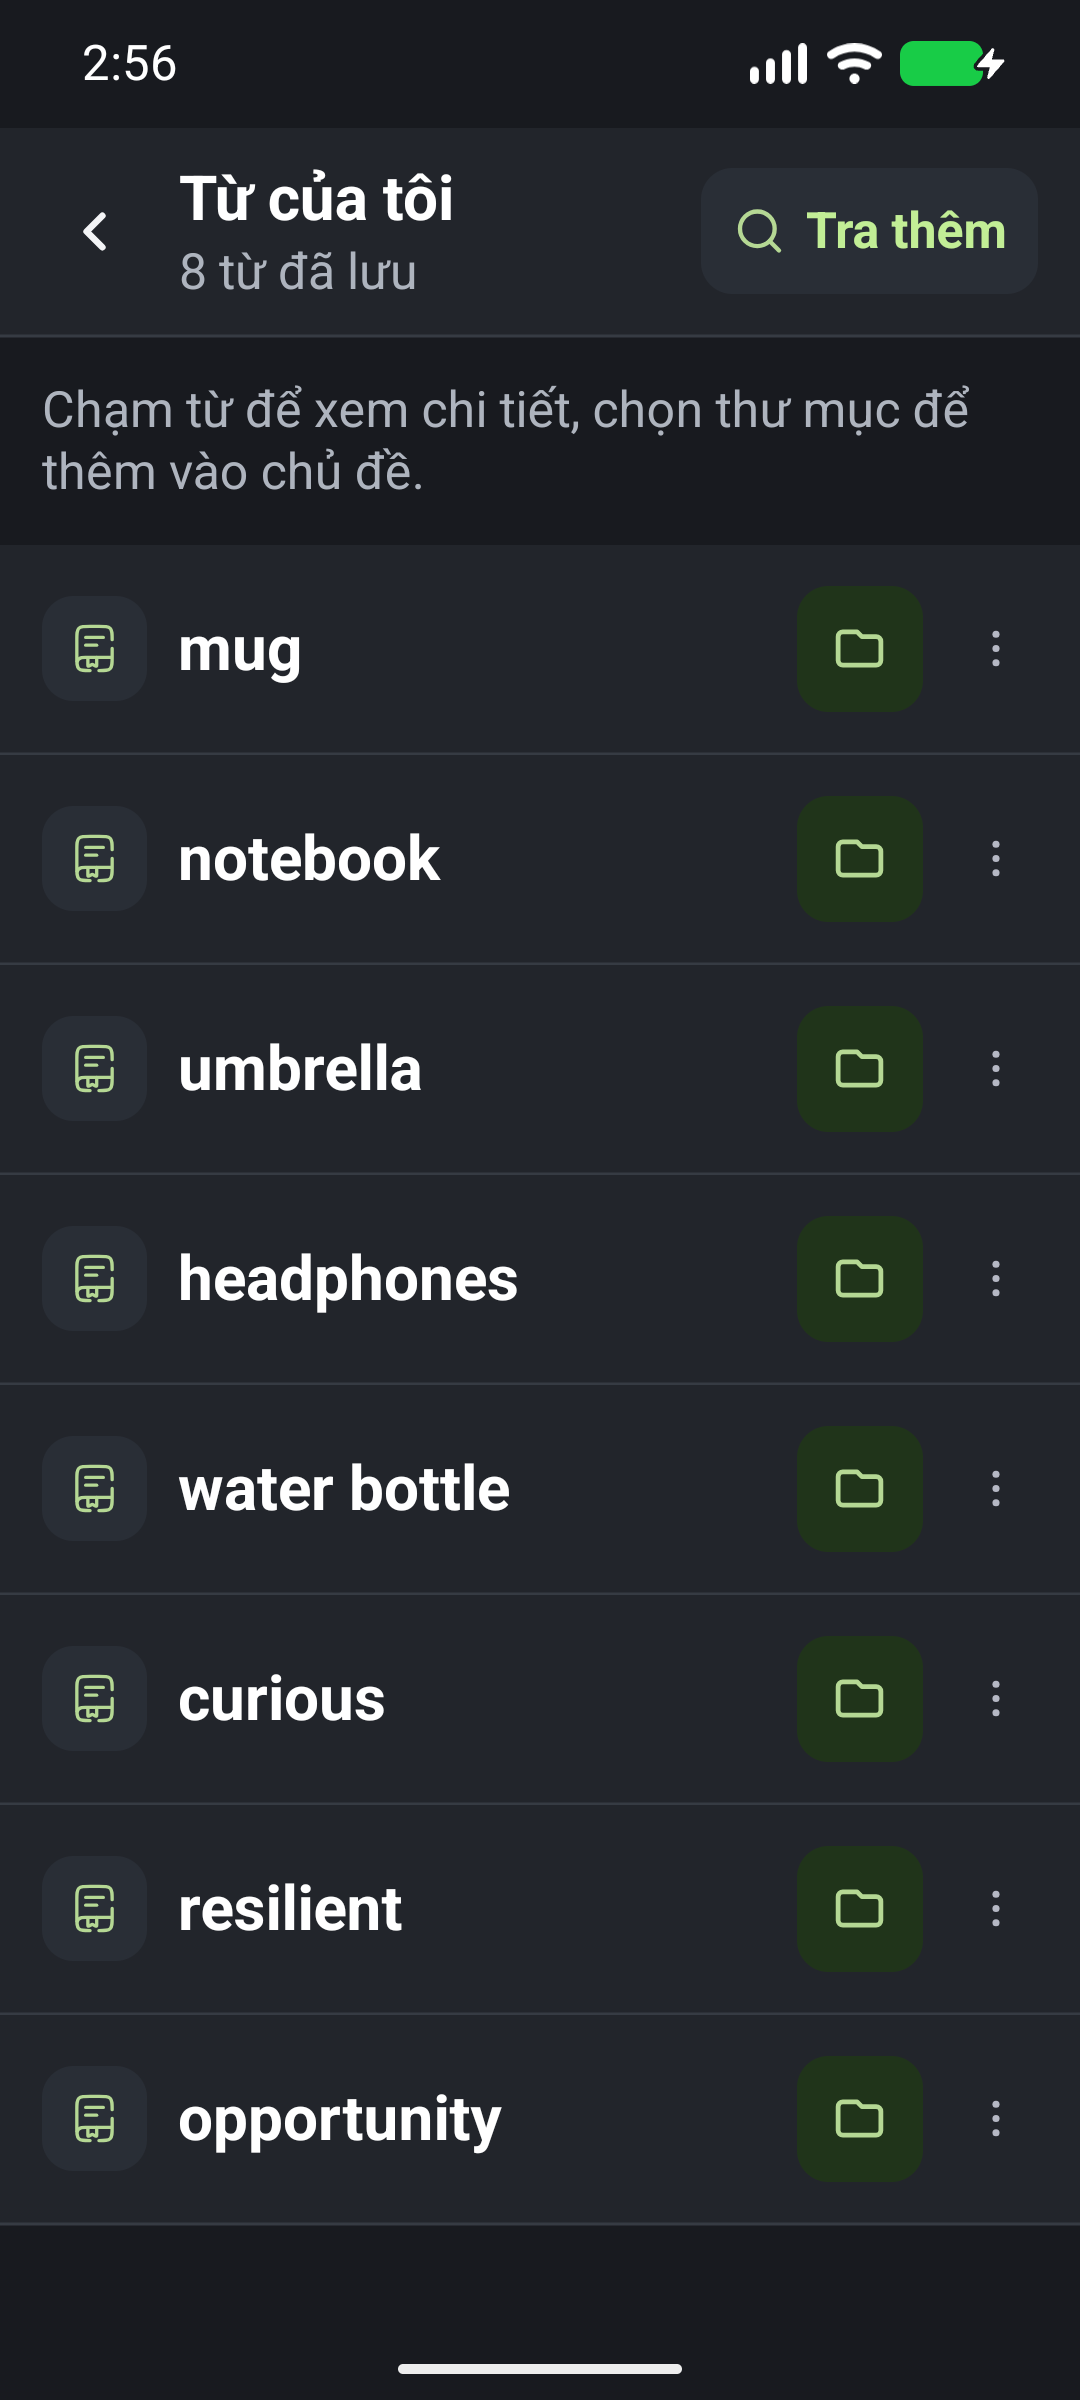 2:56
Từ của tôi
8 từ đã lưu
Tra thêm
Chạm từ để xem chi tiết, chọn thư mục để
thêm vào chủ đề.
mug
notebook
umbrella
headphones
water bottle
curious
resilient
opportunity